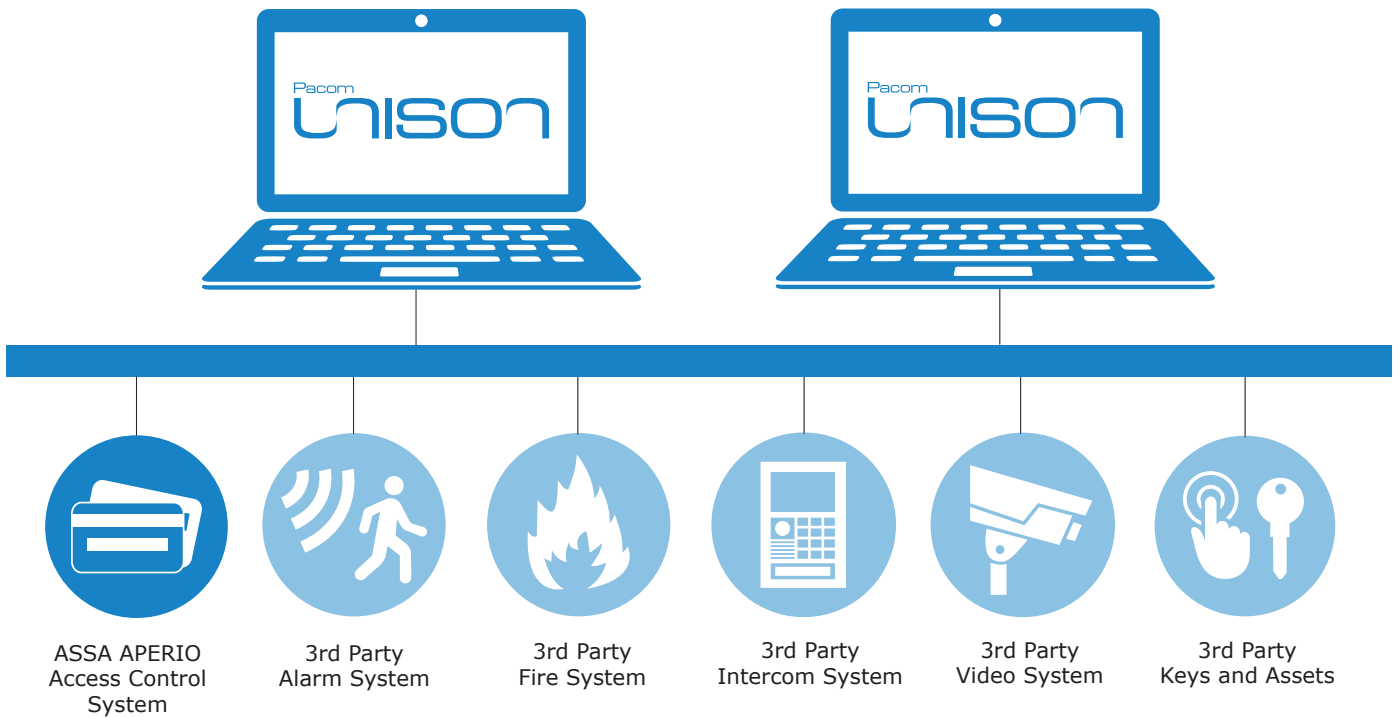 Pacom
UNISON
Pacom
UNISON
ASSA APERIO
Access Control
System
3rd Party
Alarm System
3rd Party
Fire System
3rd Party
Intercom System
3rd Party
Video System
3rd Party
Keys and Assets